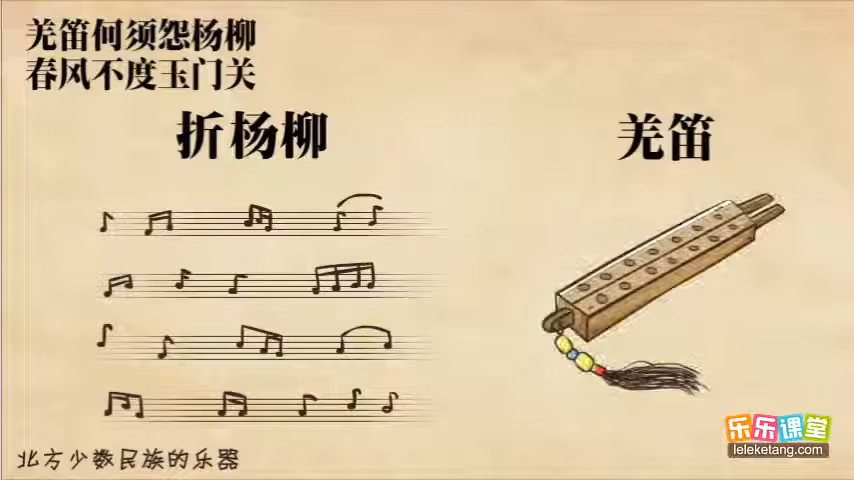 羌笛何须怨杨柳
春风不度玉门关
折杨柳
羌笛
北方少数民族的乐器
乐乐课堂
leleketang.com